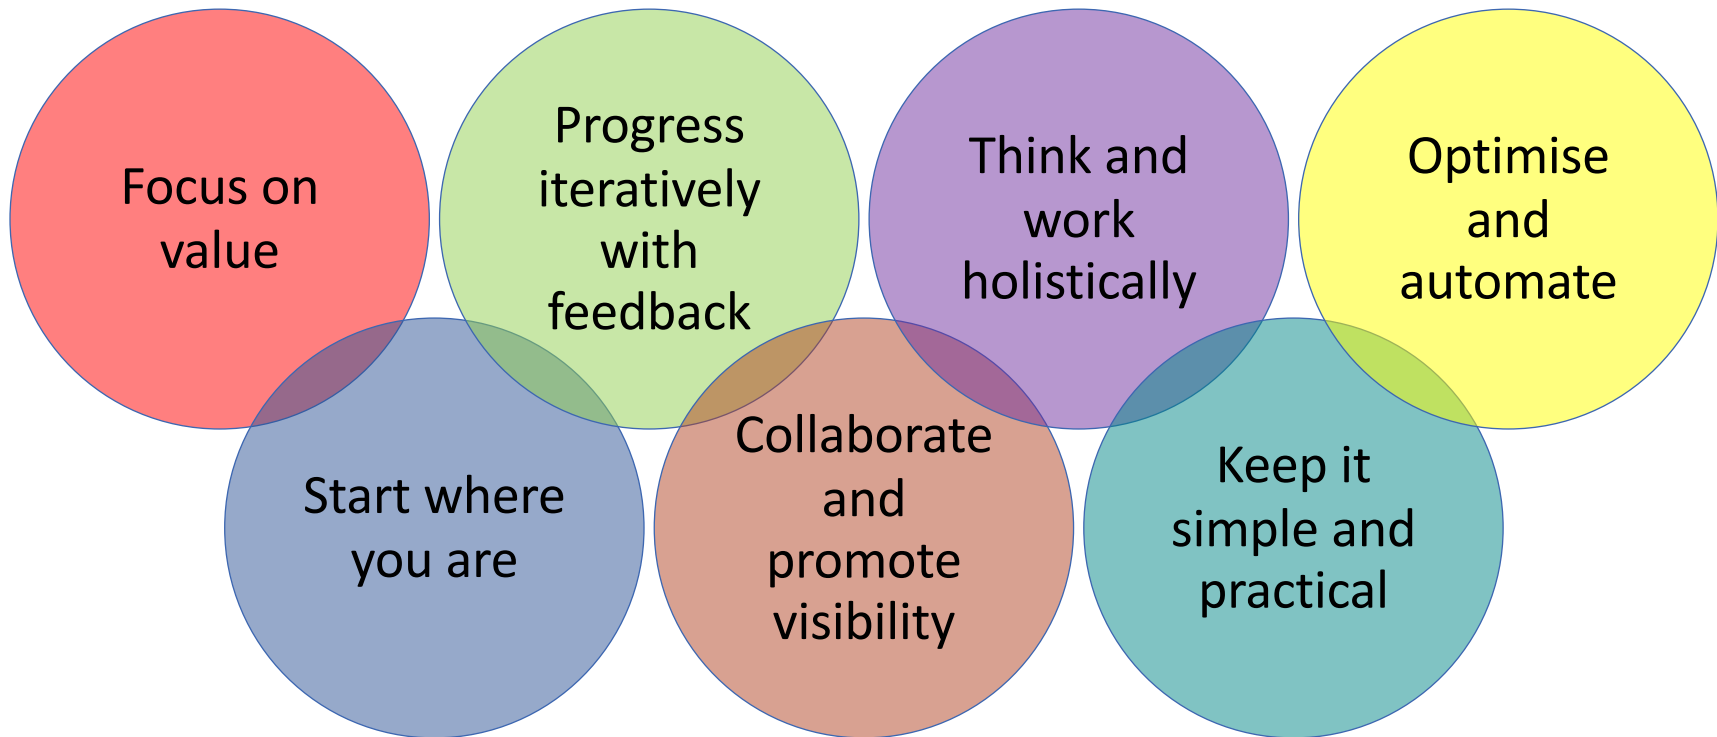 Focus on
value
Start where
you are
Progress
iteratively
with
feedback
Collaborate
and
promote
visibility
Think and
work
holistically
Keep it
simple and
practical
Optimise
and
automate